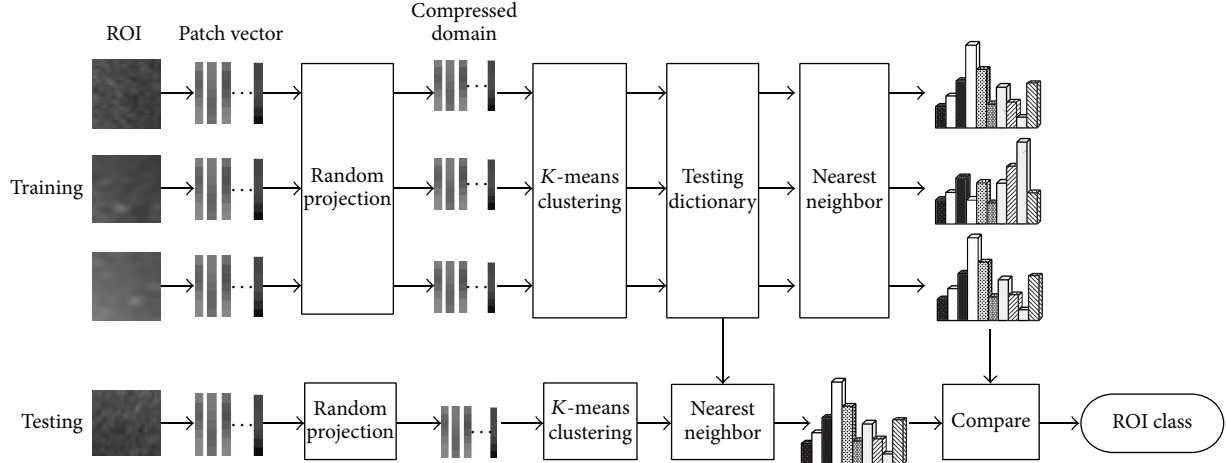 ROI
Patch vector
Compressed
domain
Training
Random
projection
K-means
clustering
Testing
dictionary
Nearest
neighbor
Testing
Random
projection
K-means
clustering
Nearest
neighbor
Compare
ROI class